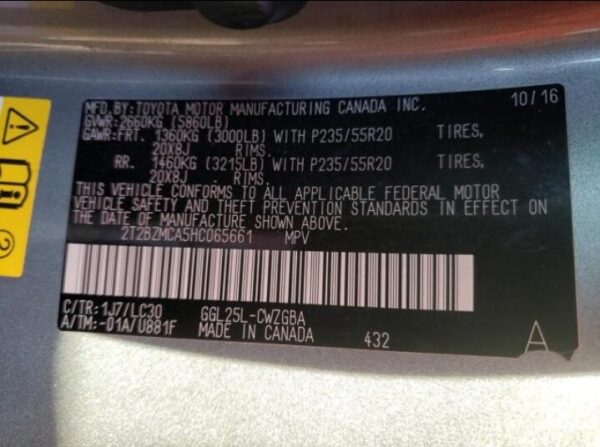 MFD.BY:TOYOTA MOTOR MANUFACTURING CANADA INC. 10/16
GVWR:2660KG (5860LB)
GAWR:FRT. 1360KG (3000LB) WITH P235/55R20 TIRES,
20X8J RIMS.
RR. 1460KG (3215LB) WITH P235/55R20 TIRES,
20X8J RIMS.
THIS VEHICLE CONFORMS TO ALL APPLICABLE FEDERAL MOTOR
VEHICLE SAFETY AND THEFT PREVENTION STANDARDS IN EFFECT ON
THE DATE OF MANUFACTURE SHOWN ABOVE.
2T2BZMCA5HC065661 MPV
C/TR:1J7/LC30 GGL25L-CWZGBA
A/TM:-01A/U881F MADE IN CANADA 432 A
2